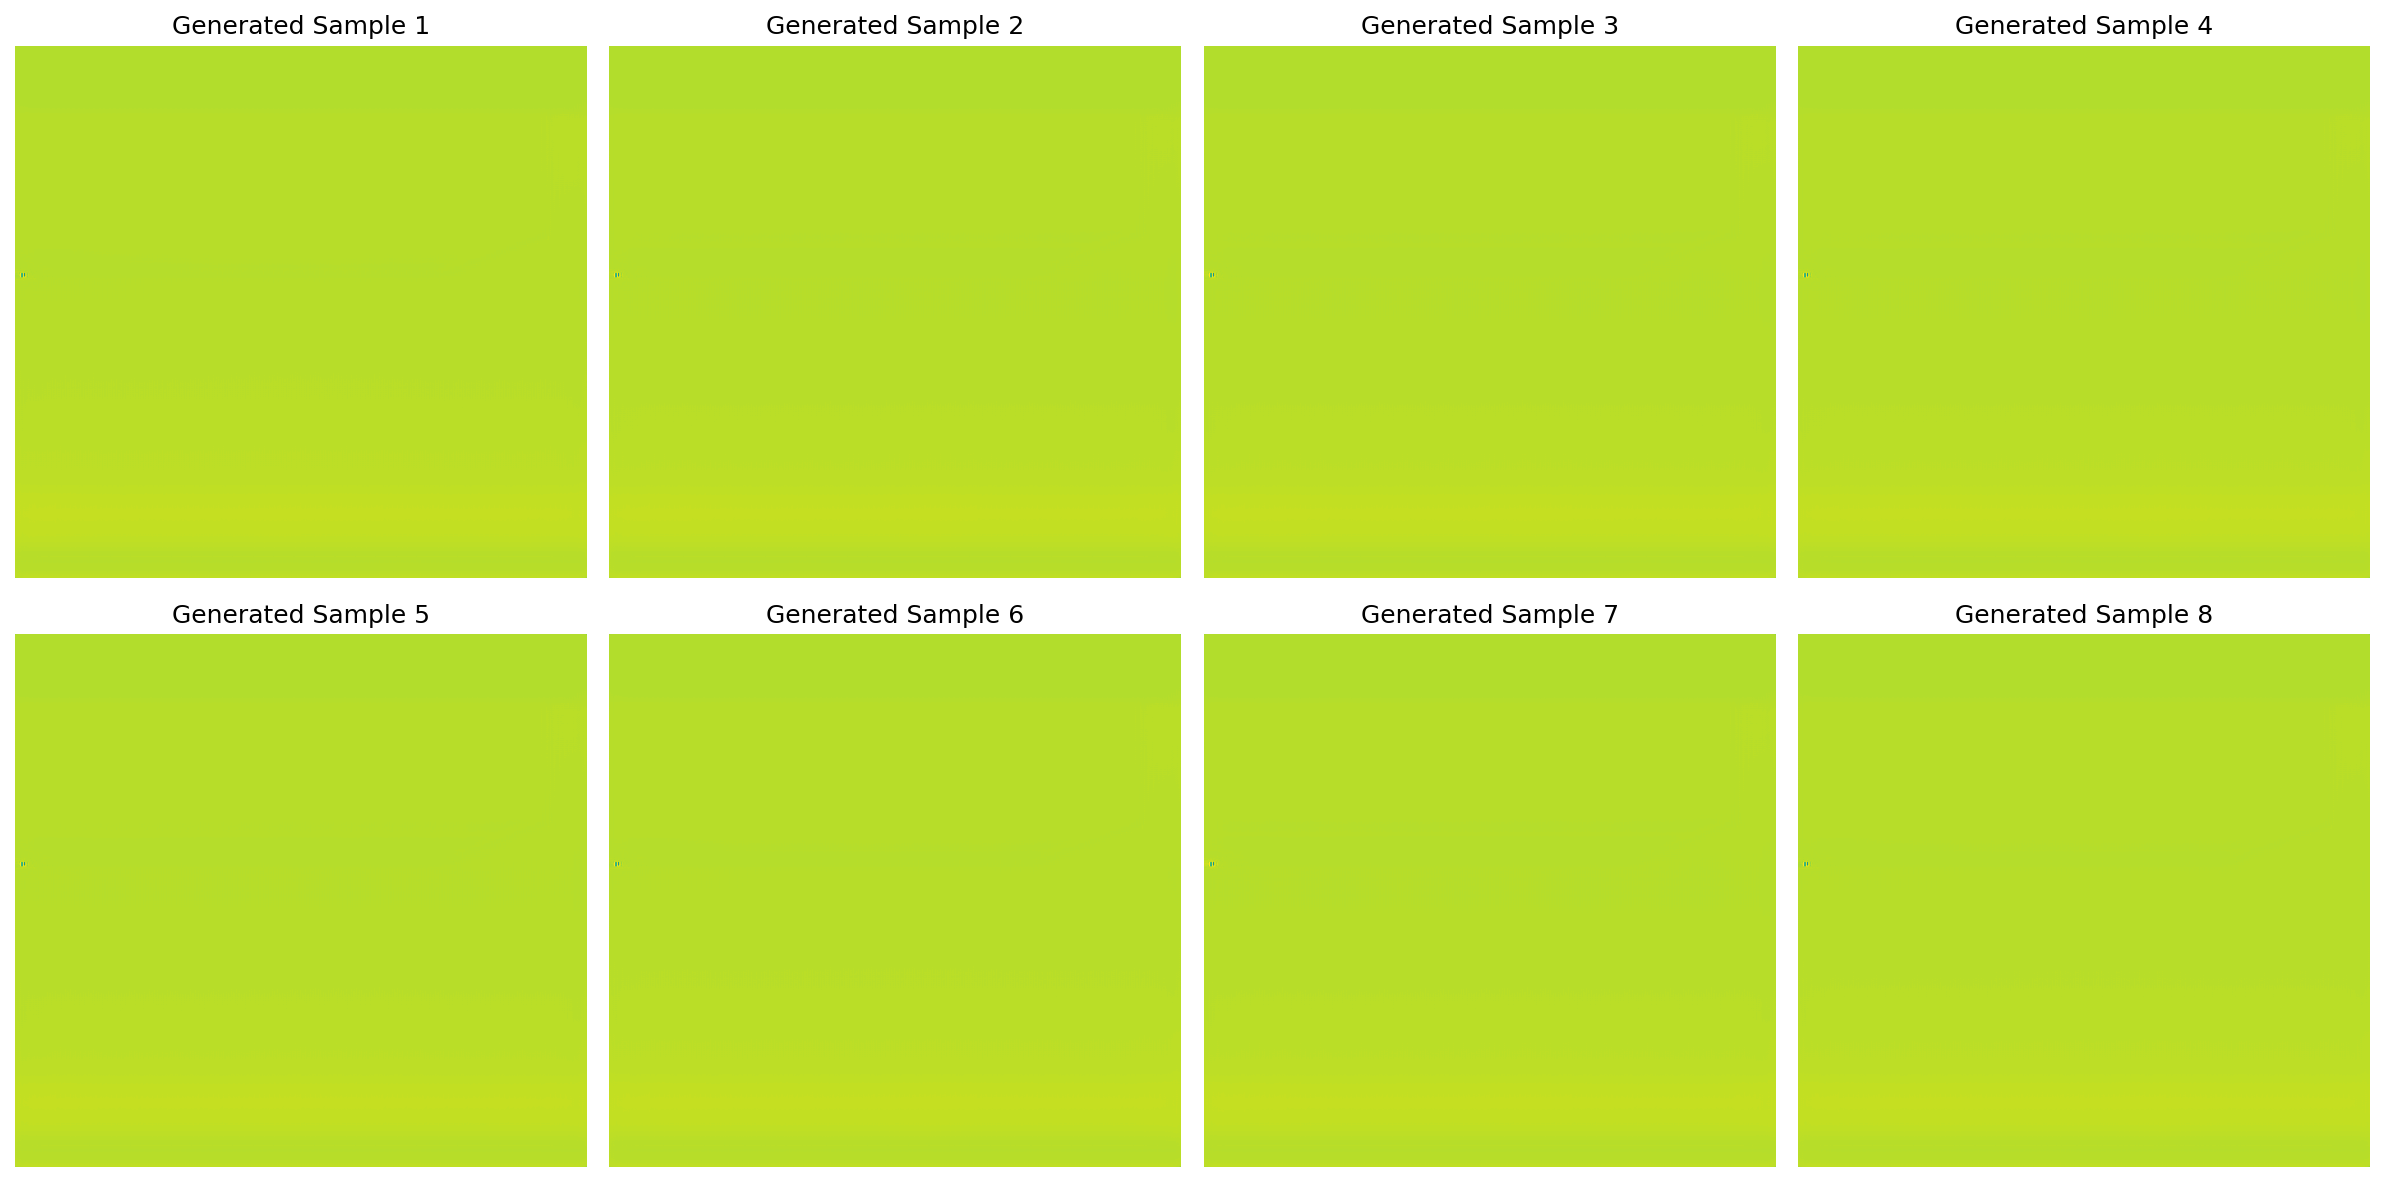 Generated Sample 1
Generated Sample 2
Generated Sample 3
Generated Sample 4
Generated Sample 5
Generated Sample 6
Generated Sample 7
Generated Sample 8